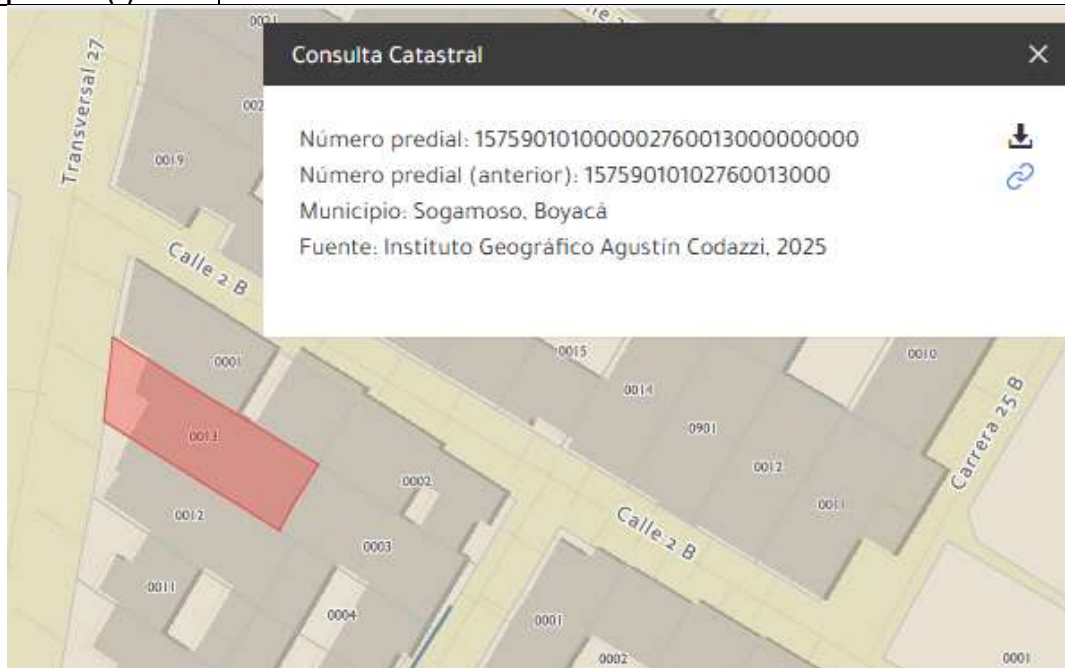 Consulta Catastral
Número predial: 157590101000002760013000000000
Número predial (anterior): 15759010102760013000
Municipio: Sogamoso, Boyacá
Fuente: Instituto Geográfico Agustín Codazzi, 2025
0021
Transversal 27
0019
Calle 2 B
0001
0015
0014
0010
0013
0901
0002
0012
Carrera 25 B
0011
0012
Calle 2 B
0003
0011
0004
0001
0002
0001